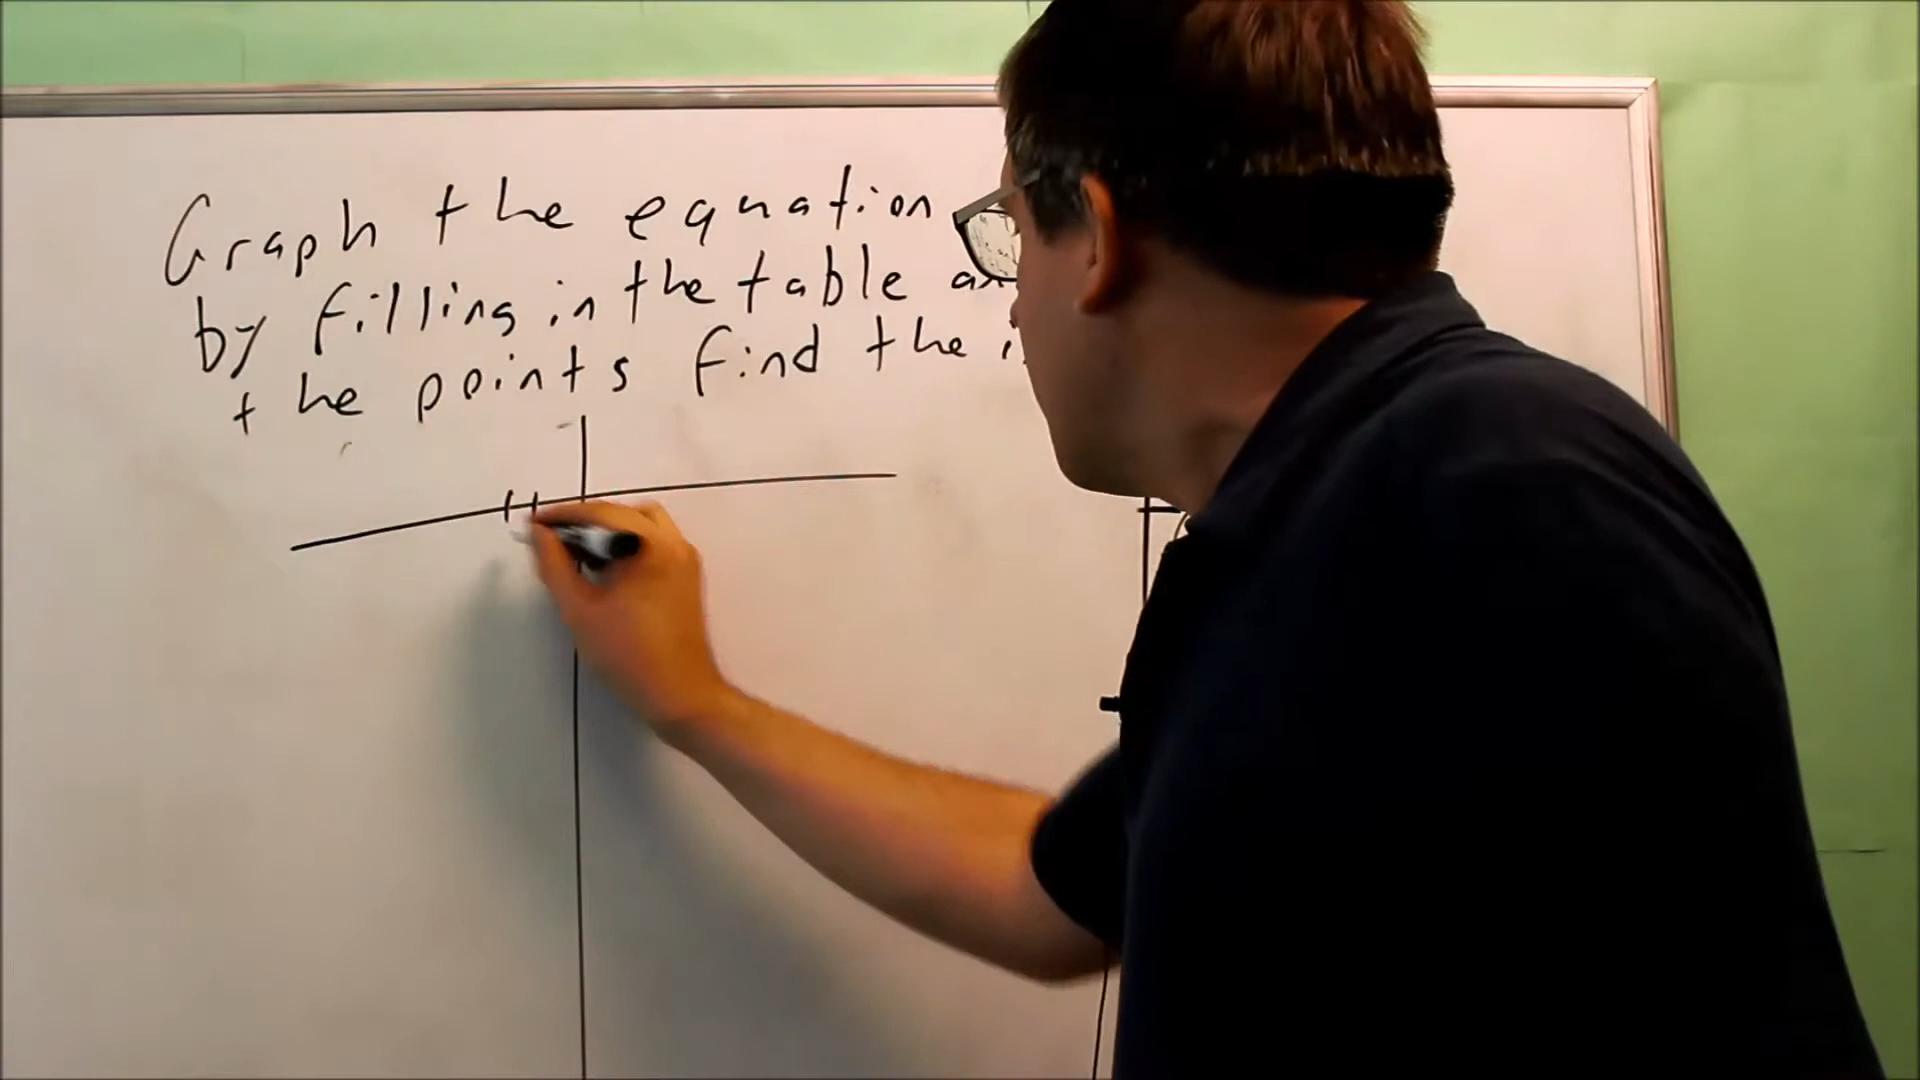 Graph the equation
by filling in the table
the points find the